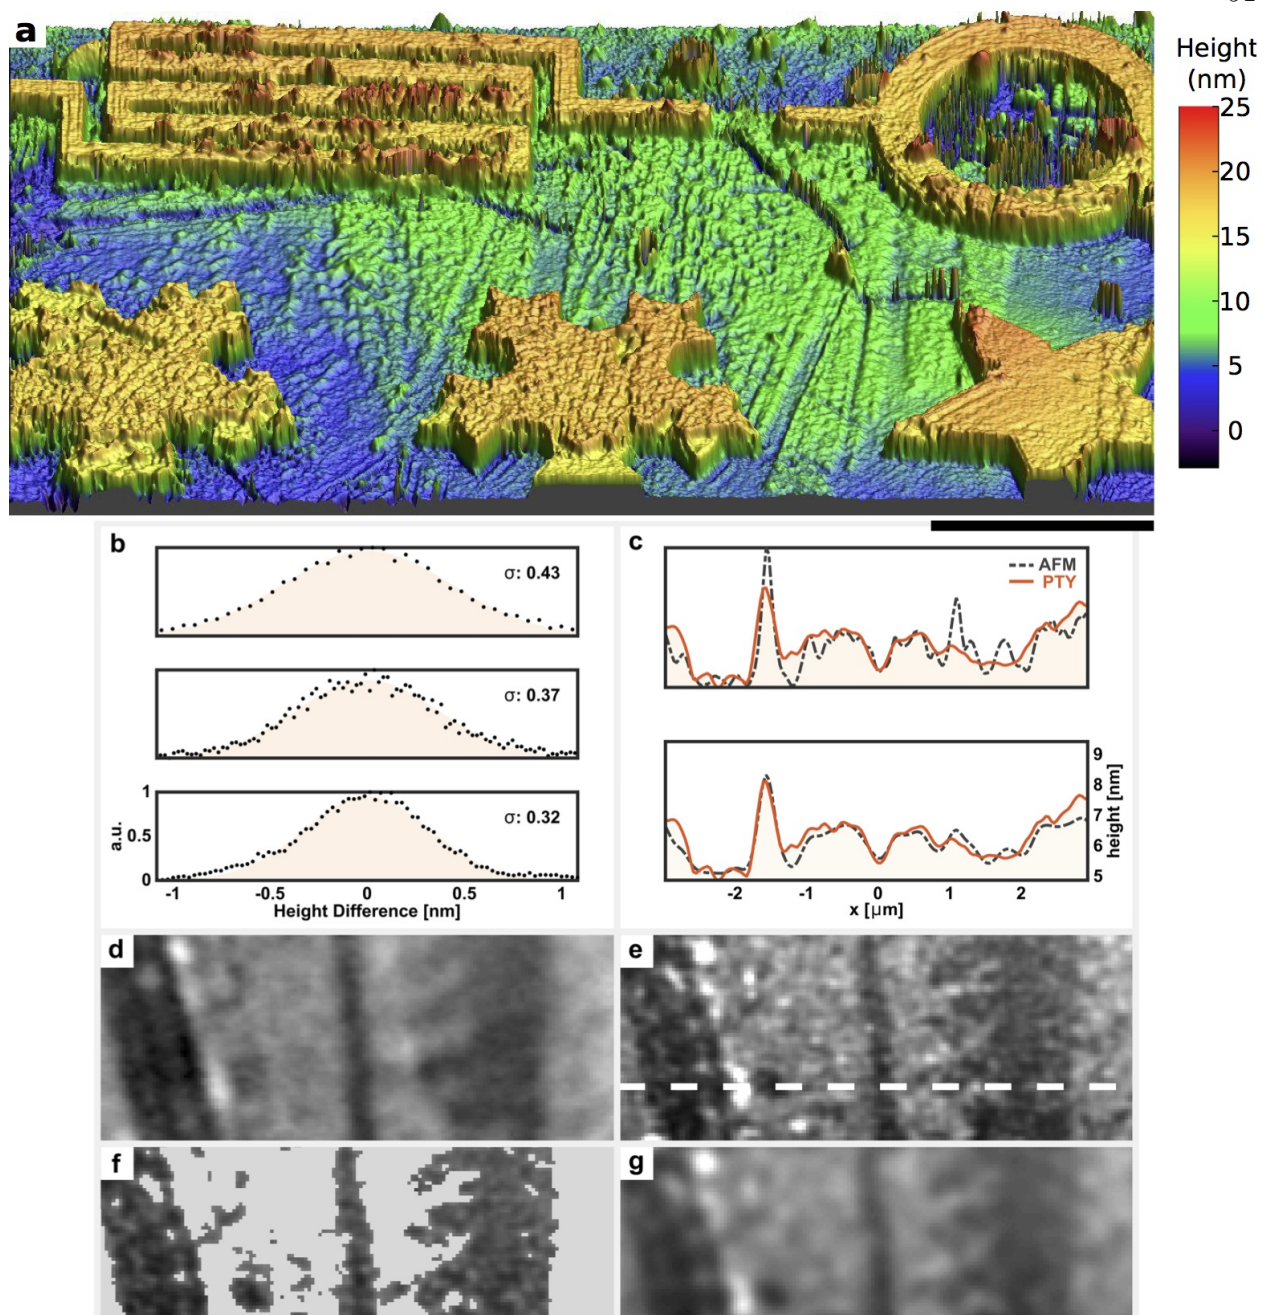 a
Height
(nm)
25
20
15
10
5
0
b
σ: 0.43
σ: 0.37
1
0.5
0
a.u.
σ: 0.32
-1
-0.5
0
0.5
1
Height Difference [nm]
c
AFM
PTY
9
8
7
6
5
height [nm]
-2
-1
0
1
2
x [μm]
d
e
f
g